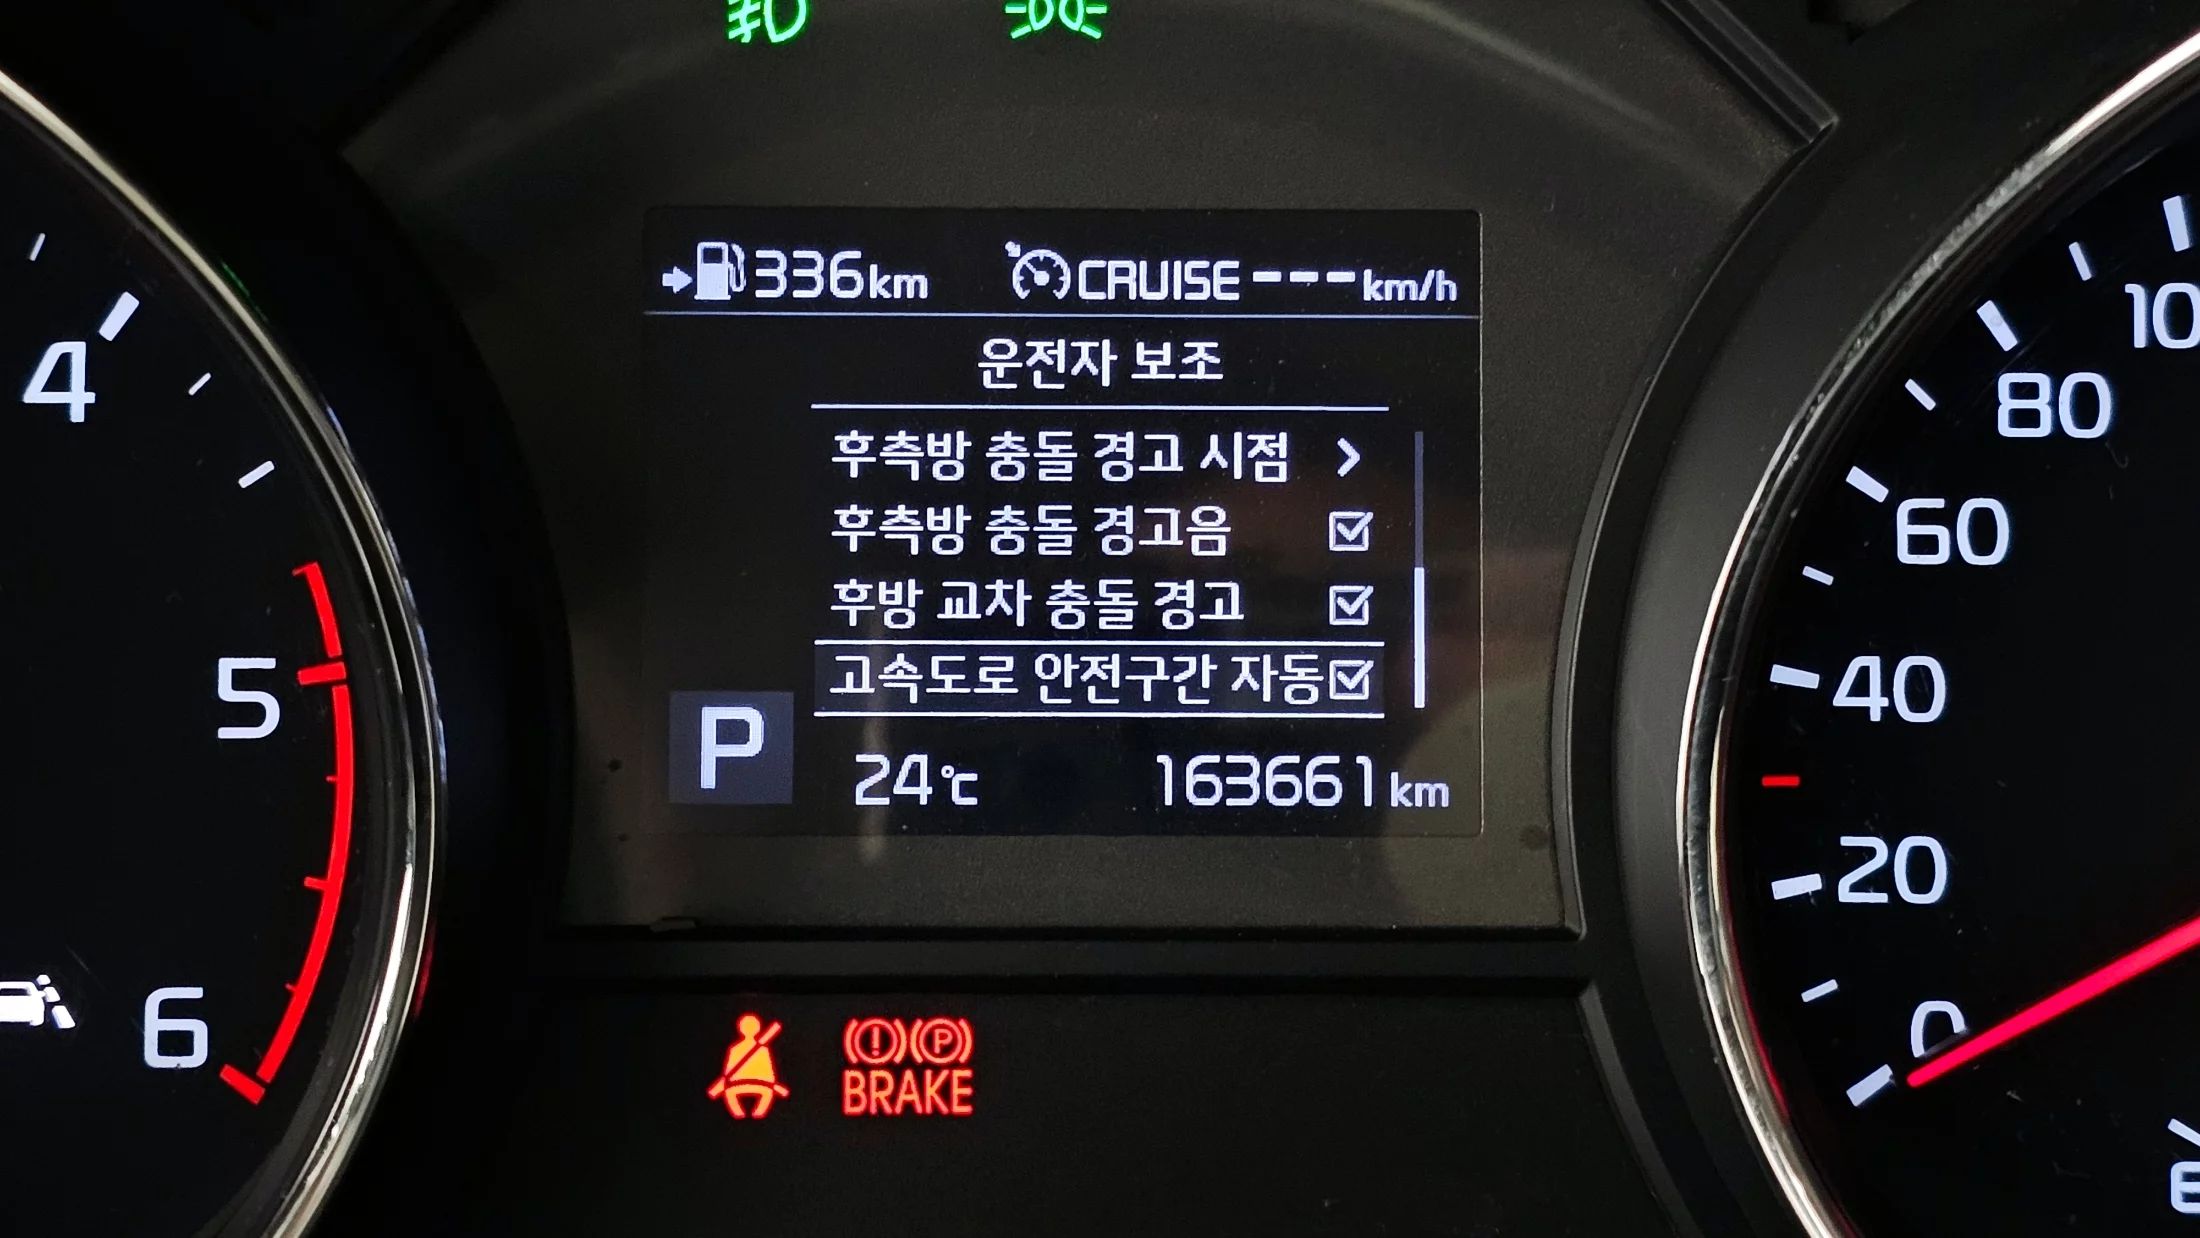 336km CRUISE---km/h
운전자 보조
후측방 충돌 경고 시점 >
후측방 충돌 경고음
후방 교차 충돌 경고
고속도로 안전구간 자동
P 24℃ 163661km
4
5
6
10
80
60
40
20
0
(!) (P)
BRAKE